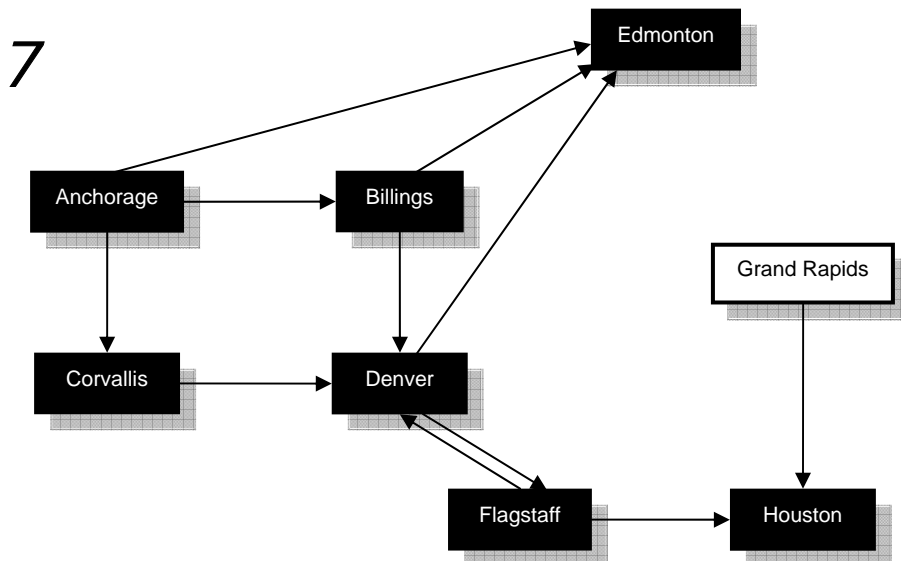 7
Edmonton
Anchorage
Billings
Grand Rapids
Corvallis
Denver
Flagstaff
Houston